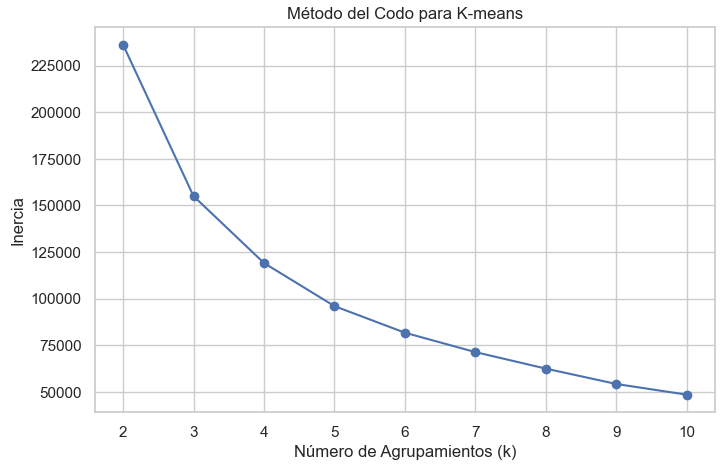 Método del Codo para K-means
225000
200000
175000
150000
125000
100000
75000
50000
Inercia
2 3 4 5 6 7 8 9 10
Número de Agrupamientos (k)